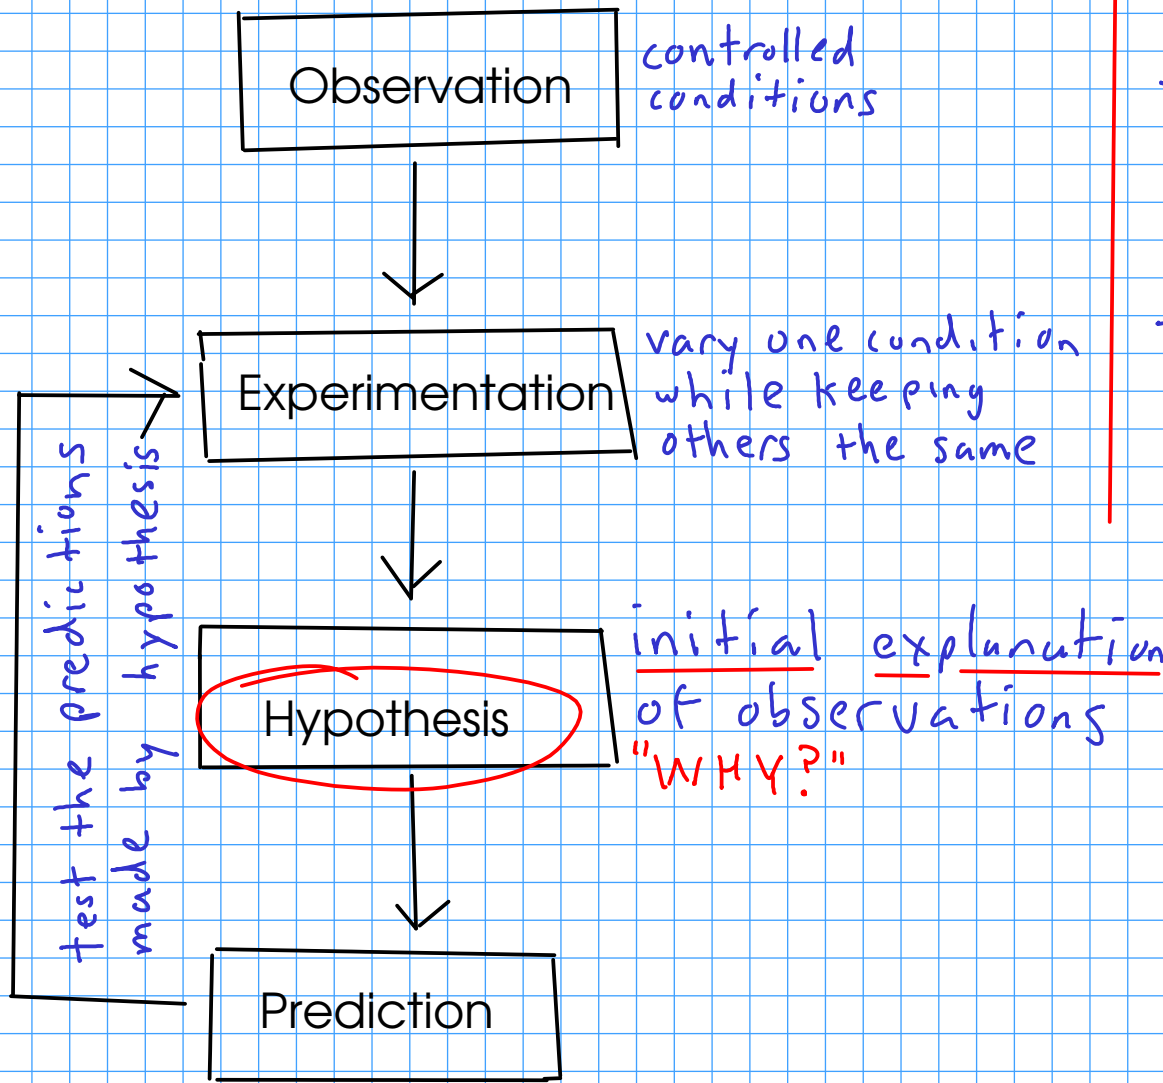 Observation
controlled
conditions
Experimentation
vary one condition
while keeping
others the same
test the predictions
made by hypothesis
Hypothesis
initial explanation
of observations
"WHY?"
Prediction